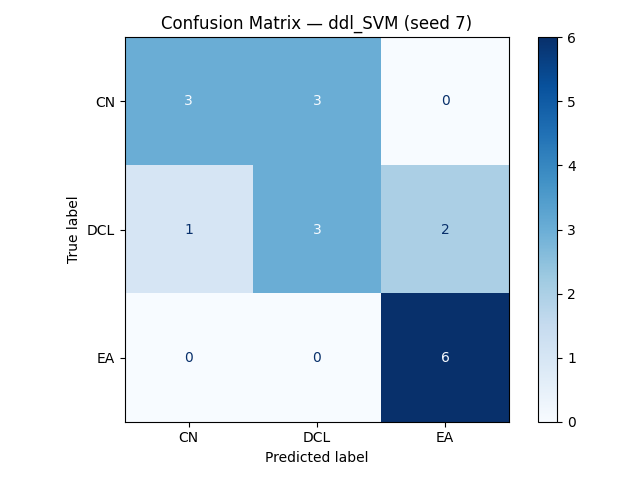 Confusion Matrix — ddl_SVM (seed 7)
True label
CN 3 3 0
DCL 1 3 2
EA 0 0 6
CN DCL EA
Predicted label
6
5
4
3
2
1
0